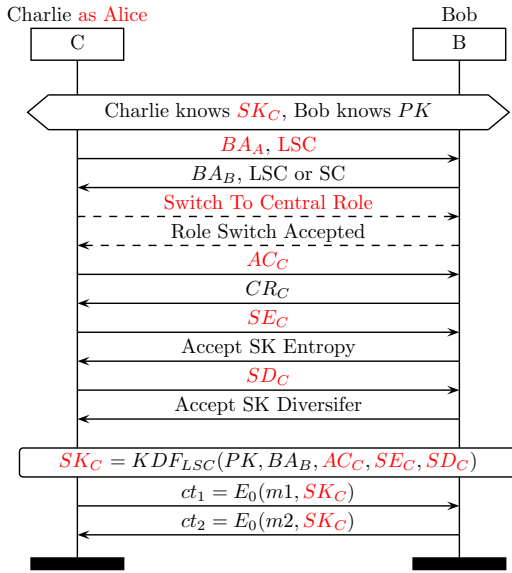 Charlie as Alice
Bob
C
B
Charlie knows SK_C, Bob knows PK
BA_A, LSC
BA_B, LSC or SC
Switch To Central Role
Role Switch Accepted
AC_C
CR_C
SE_C
Accept SK Entropy
SD_C
Accept SK Diversifer
SK_C = KDF_{LSC}(PK, BA_B, AC_C, SE_C, SD_C)
ct_1 = E_0(m1, SK_C)
ct_2 = E_0(m2, SK_C)